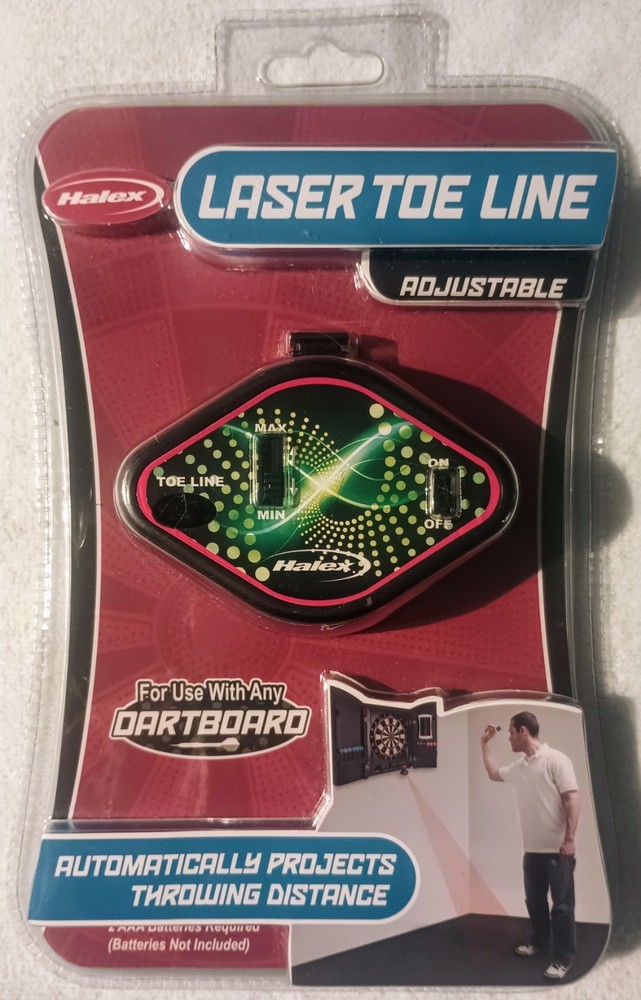 Halex
LASER TOE LINE
ADJUSTABLE
MAX
ON
TOE LINE
MIN
OFF
Halex
For Use With Any
DARTBOARD
AUTOMATICALLY PROJECTS
THROWING DISTANCE
2 AAA Batteries Required
(Batteries Not Included)